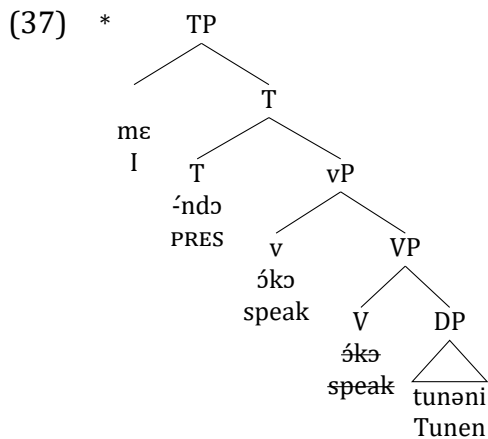 (37) * TP
T
mɛ
I
T vP
-́ndɔ
PRES
v VP
ɔ́kɔ
speak
V DP
ɔ́kɔ
speak
tunəni
Tunen